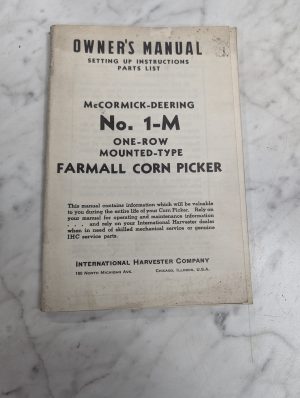 OWNER'S MANUAL
SETTING UP INSTRUCTIONS
PARTS LIST
McCORMICK-DEERING
No. 1-M
ONE-ROW
MOUNTED-TYPE
FARMALL CORN PICKER
This manual contains information which will be valuable
to you during the entire life of your Corn Picker. Rely on
your manual for operating and maintenance information
. . . . and rely on your International Harvester dealer
when in need of skilled mechanical service or genuine
IHC service parts.
INTERNATIONAL HARVESTER COMPANY
180 NORTH MICHIGAN AVE. CHICAGO, ILLINOIS, U.S.A.